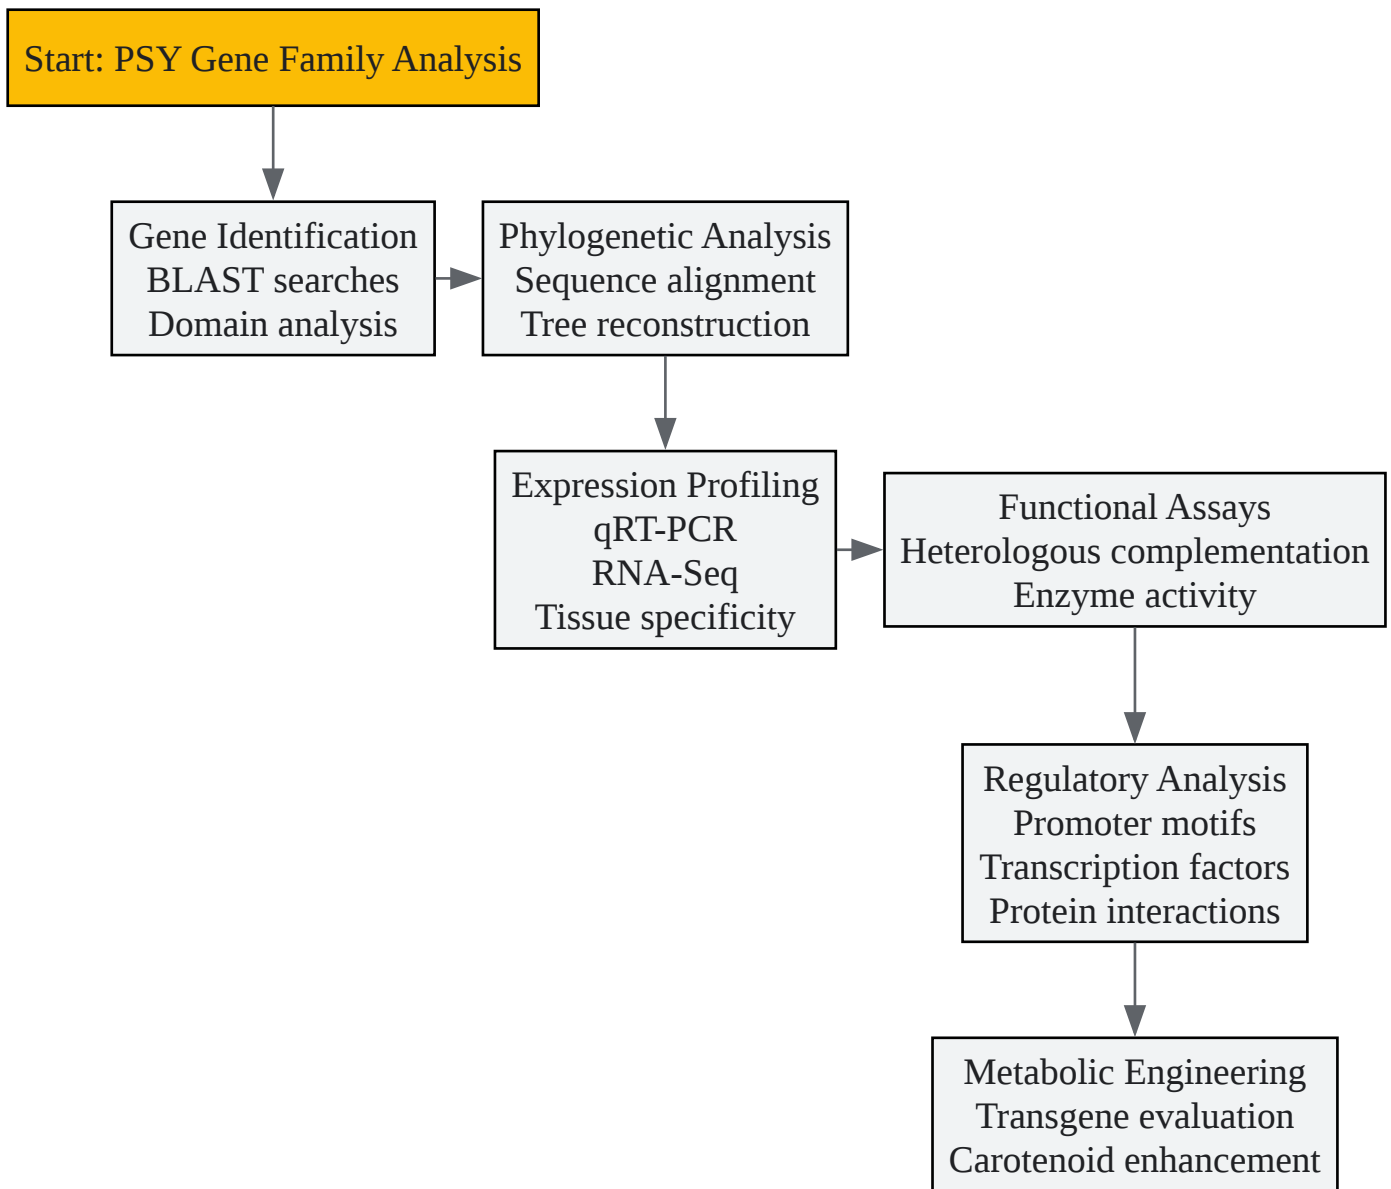 Start: PSY Gene Family Analysis
Gene Identification
BLAST searches
Domain analysis
Phylogenetic Analysis
Sequence alignment
Tree reconstruction
Expression Profiling
qRT-PCR
RNA-Seq
Tissue specificity
Functional Assays
Heterologous complementation
Enzyme activity
Regulatory Analysis
Promoter motifs
Transcription factors
Protein interactions
Metabolic Engineering
Transgene evaluation
Carotenoid enhancement